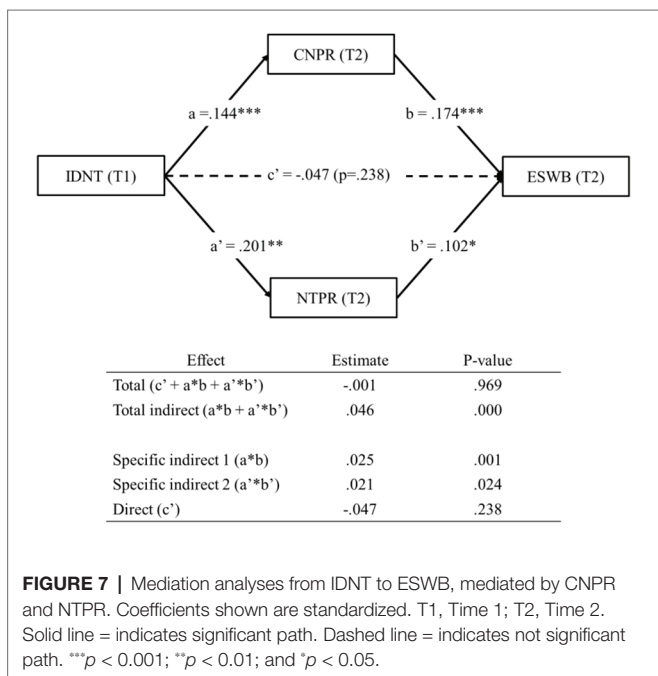 CNPR (T2)
a =.144***
b = .174***
IDNT (T1)
c’ = -.047 (p=.238)
ESWB (T2)
a’ = .201**
b’ = .102*
NTPR (T2)
Effect Estimate P-value
Total (c’ + a*b + a’*b’) -.001 .969
Total indirect (a*b + a’*b’) .046 .000
Specific indirect 1 (a*b) .025 .001
Specific indirect 2 (a’*b’) .021 .024
Direct (c’) -.047 .238
FIGURE 7 | Mediation analyses from IDNT to ESWB, mediated by CNPR
and NTPR. Coefficients shown are standardized. T1, Time 1; T2, Time 2.
Solid line = indicates significant path. Dashed line = indicates not significant
path. ***p < 0.001; **p < 0.01; and *p < 0.05.